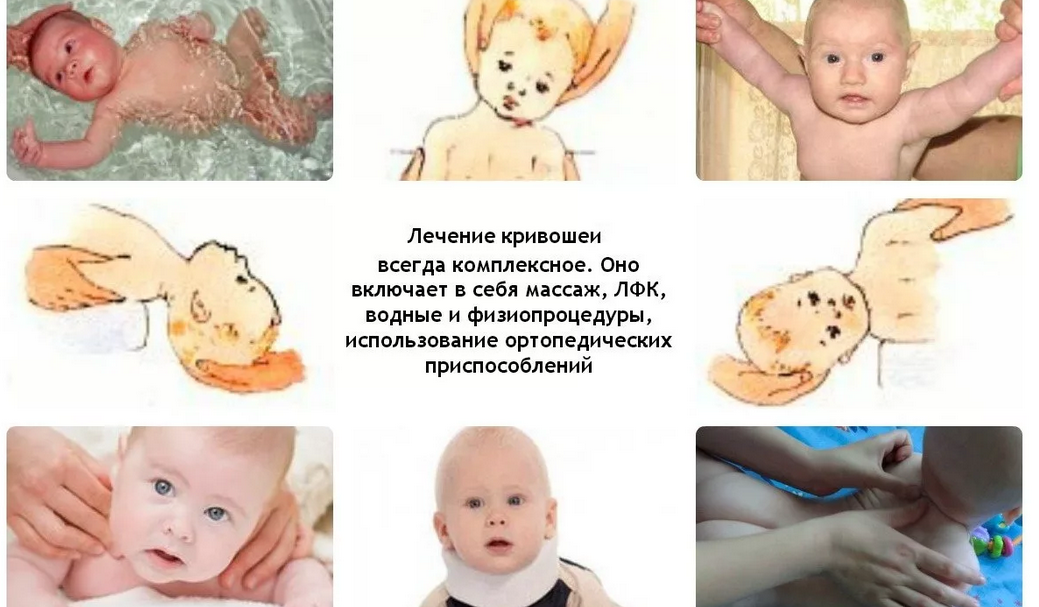 Лечение кривошеи
всегда комплексное. Оно
включает в себя массаж, ЛФК,
водные и физиопроцедуры,
использование ортопедических
приспособлений